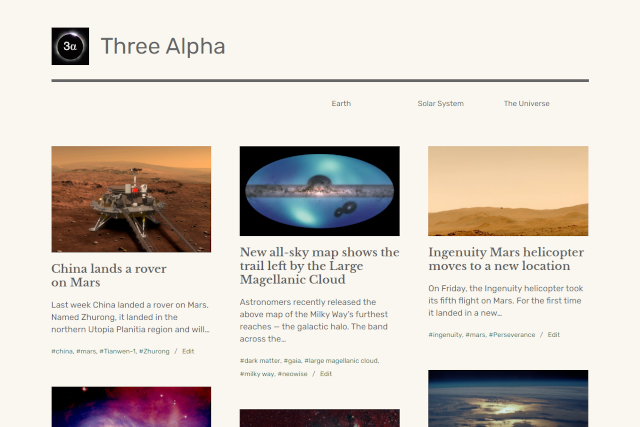 3α
Three Alpha
Earth
Solar System
The Universe
China lands a rover
on Mars
Last week China landed a rover on Mars.
Named Zhurong, it landed in the
northern Utopia Planitia region and will...
#china, #mars, #Tianwen-1, #Zhurong / Edit
New all-sky map shows the
trail left by the Large
Magellanic Cloud
Astronomers recently released the
above map of the Milky Way's furthest
reaches — the galactic halo. The band
across the...
#dark matter, #gaia, #large magellanic cloud,
#milky way, #neowise / Edit
Ingenuity Mars helicopter
moves to a new location
On Friday, the Ingenuity helicopter took
its fifth flight on Mars. For the first time
it landed in a new...
#ingenuity, #mars, #Perseverance / Edit